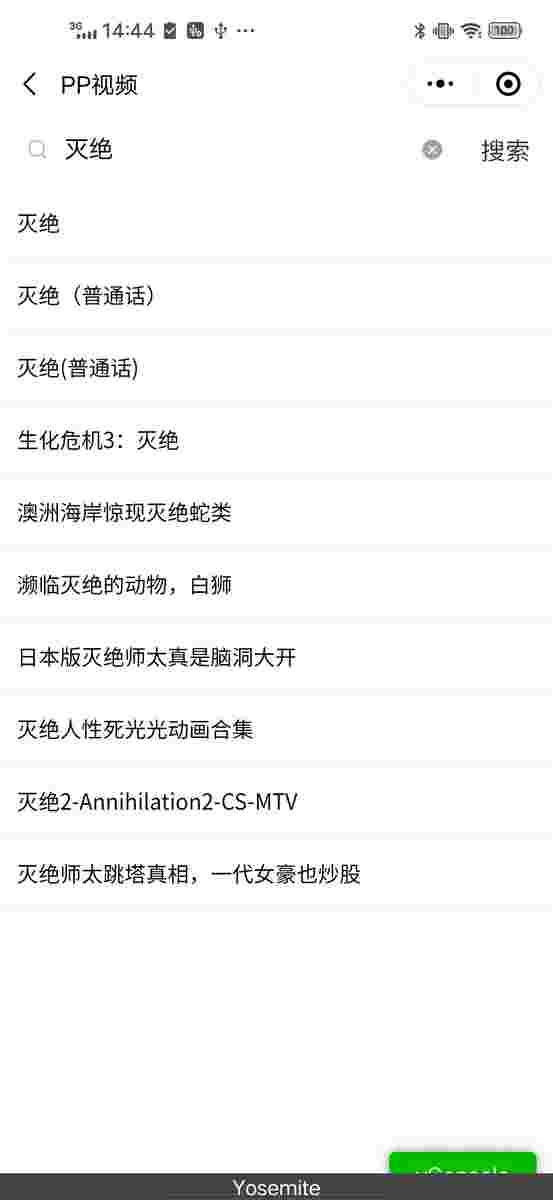 3G 14:44 ··· 100
PP视频
灭绝 搜索
灭绝
灭绝（普通话）
灭绝(普通话)
生化危机3：灭绝
澳洲海岸惊现灭绝蛇类
濒临灭绝的动物，白狮
日本版灭绝师太真是脑洞大开
灭绝人性死光光动画合集
灭绝2-Annihilation2-CS-MTV
灭绝师太跳塔真相，一代女豪也炒股
vConsole
Yosemite